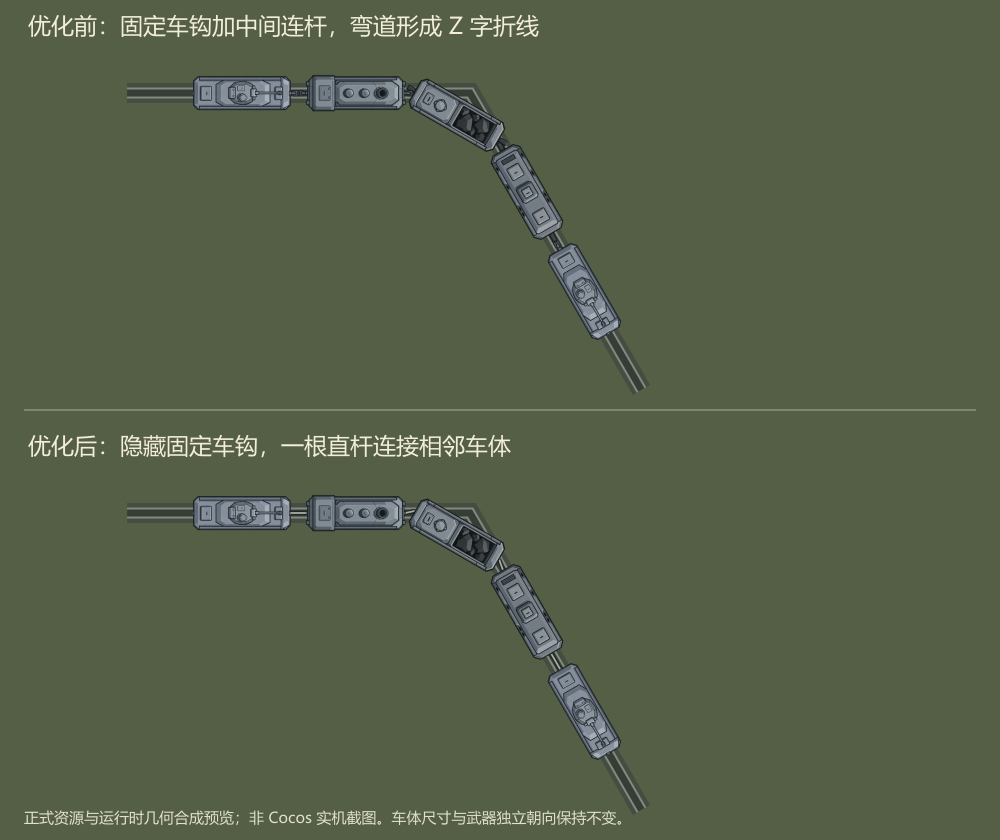 优化前：固定车钩加中间连杆，弯道形成 Z 字折线
优化后：隐藏固定车钩，一根直杆连接相邻车体
正式资源与运行时几何合成预览；非 Cocos 实机截图。车体尺寸与武器独立朝向保持不变。